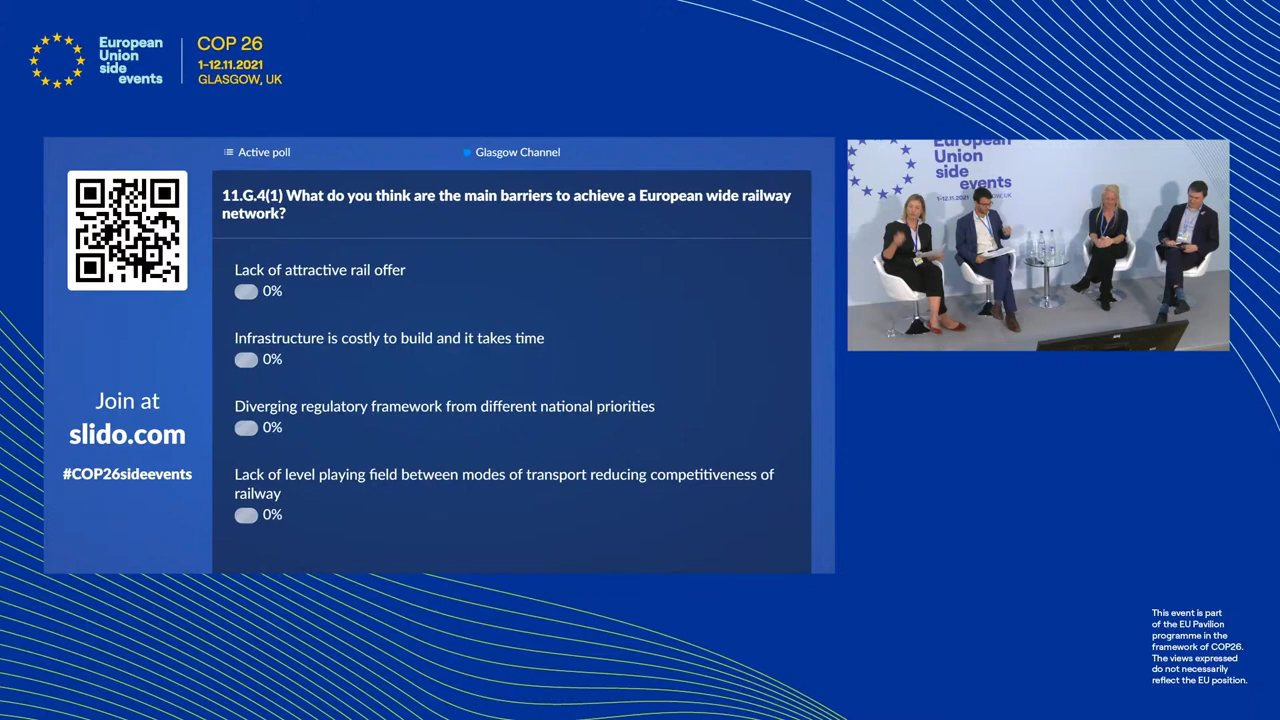 European
Union
side
events
COP 26
1-12.11.2021
GLASGOW, UK
Active poll
Glasgow Channel
11.G.4(1) What do you think are the main barriers to achieve a European wide railway
network?
Lack of attractive rail offer
0%
Infrastructure is costly to build and it takes time
0%
Diverging regulatory framework from different national priorities
0%
Lack of level playing field between modes of transport reducing competitiveness of
railway
0%
Join at
slido.com
#COP26sideevents
European
Union
side
events
1-12.11.2021
This event is part
of the EU Pavilion
programme in the
framework of COP26.
The views expressed
do not necessarily
reflect the EU position.